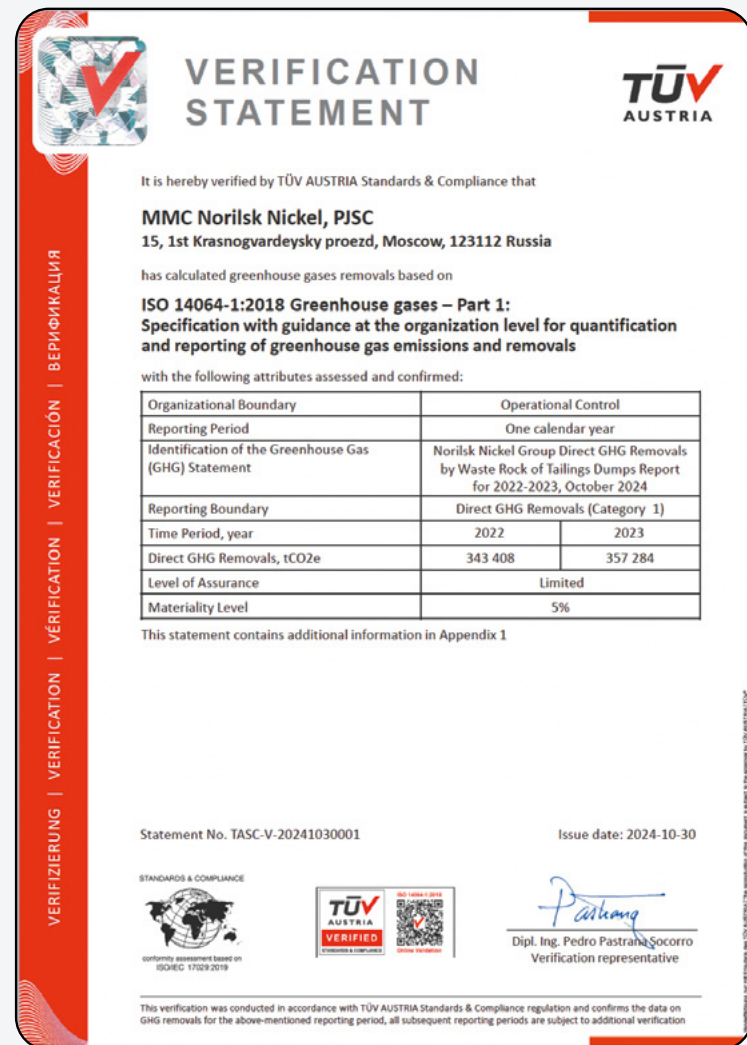 VERIFICATION
STATEMENT
TÜV
AUSTRIA
It is hereby verified by TÜV AUSTRIA Standards & Compliance that
MMC Norilsk Nickel, PJSC
15, 1st Krasnogvardeysky proezd, Moscow, 123112 Russia
has calculated greenhouse gases removals based on
ISO 14064-1:2018 Greenhouse gases – Part 1:
Specification with guidance at the organization level for quantification
and reporting of greenhouse gas emissions and removals
with the following attributes assessed and confirmed:
Organizational Boundary Operational Control
Reporting Period One calendar year
Identification of the Greenhouse Gas
(GHG) Statement
Norilsk Nickel Group Direct GHG Removals
by Waste Rock of Tailings Dumps Report
for 2022-2023, October 2024
Reporting Boundary Direct GHG Removals (Category 1)
Time Period, year 2022 2023
Direct GHG Removals, tCO2e 343 408 357 284
Level of Assurance Limited
Materiality Level 5%
This statement contains additional information in Appendix 1
VERIFIZIERUNG | VERIFICATION | VÉRIFICATION | VERIFICACIÓN | ВЕРИФИКАЦИЯ
Statement No. TASC-V-20241030001
Issue date: 2024-10-30
STANDARDS & COMPLIANCE
conformity assessment based on
ISO/IEC 17029:2019
TÜV
AUSTRIA
VERIFIED
STANDARDS & COMPLIANCE
ISO 14064-1:2018
Online Validation
Dipl. Ing. Pedro Pastrana Socorro
Verification representative
This verification was conducted in accordance with TÜV AUSTRIA Standards & Compliance regulation and confirms the data on
GHG removals for the above-mentioned reporting period, all subsequent reporting periods are subject to additional verification